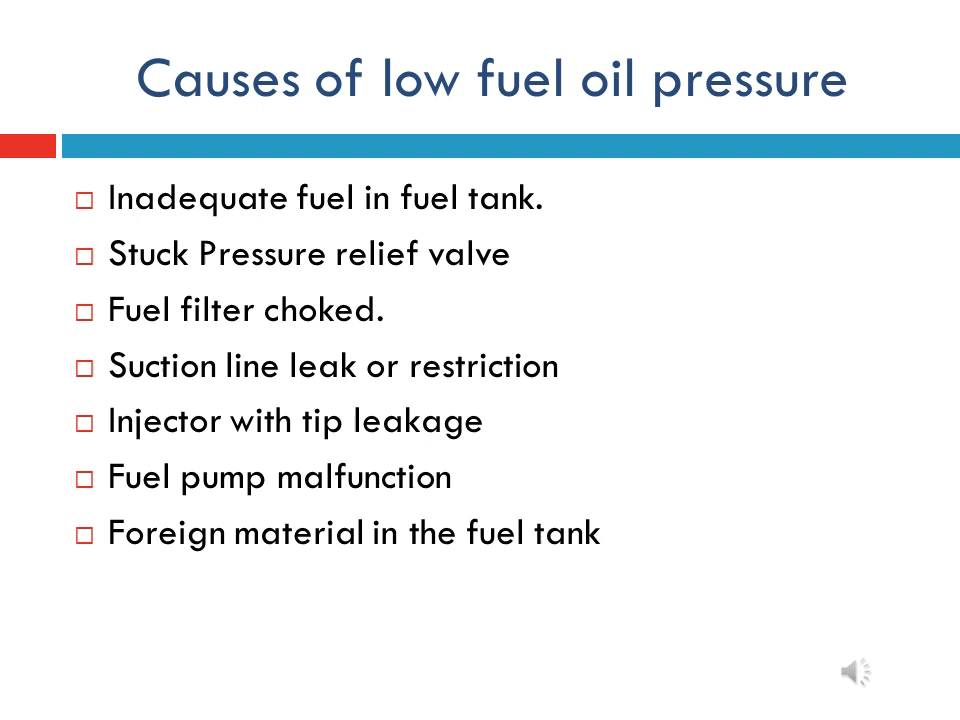 Causes of low fuel oil pressure
Inadequate fuel in fuel tank.
Stuck Pressure relief valve
Fuel filter choked.
Suction line leak or restriction
Injector with tip leakage
Fuel pump malfunction
Foreign material in the fuel tank